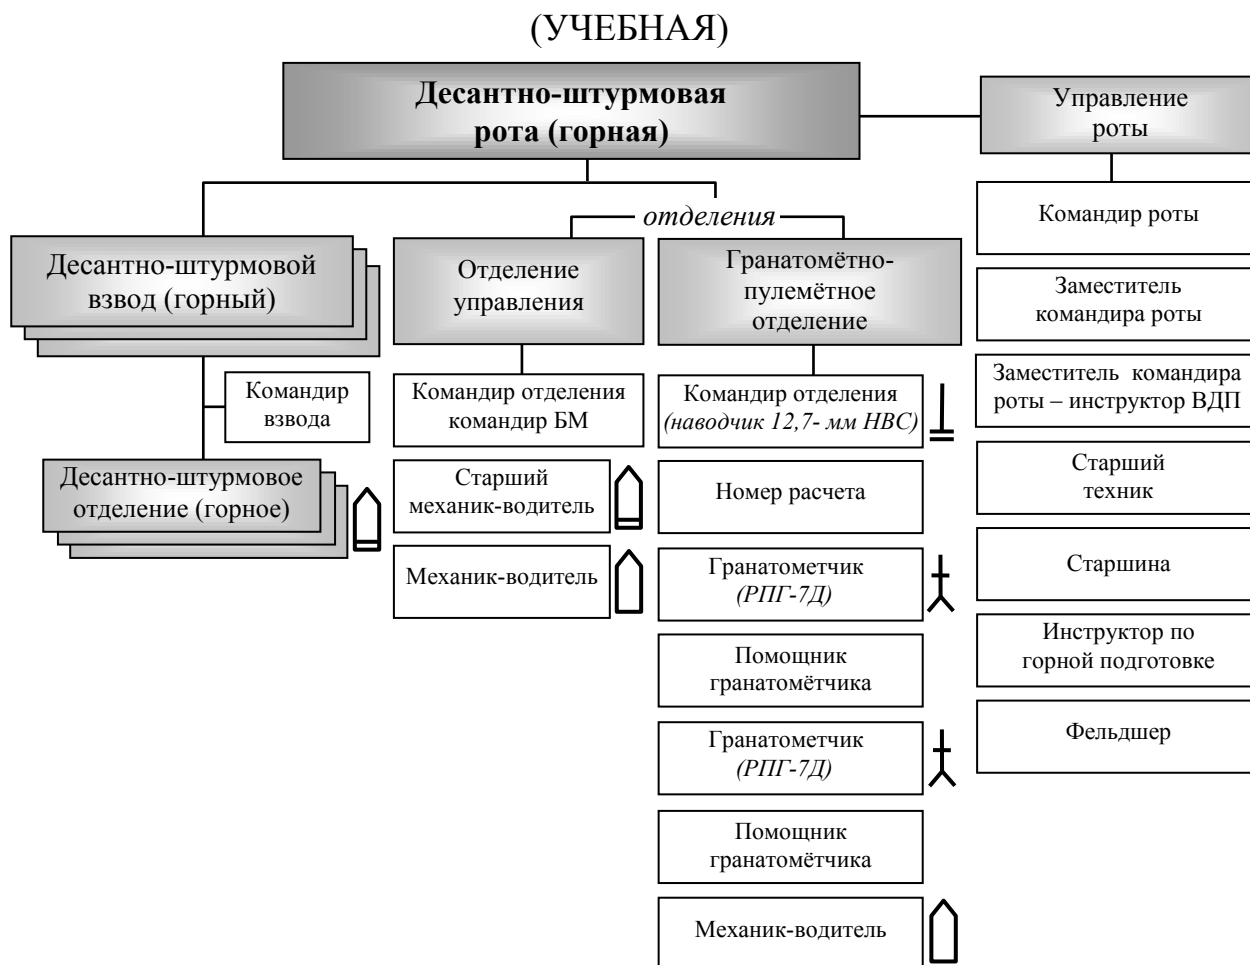 (УЧЕБНАЯ)
Десантно-штурмовая
рота (горная)
Управление
роты
отделения
Десантно-штурмовой
взвод (горный)
Командир
взвода
Десантно-штурмовое
отделение (горное)
Отделение
управления
Командир отделения
командир БМ
Старший
механик-водитель
Механик-водитель
Гранатомётно-
пулемётное
отделение
Командир отделения
(наводчик 12,7- мм НВС)
Номер расчета
Гранатометчик
(РПГ-7Д)
Помощник
гранатомётчика
Гранатометчик
(РПГ-7Д)
Помощник
гранатомётчика
Механик-водитель
Командир роты
Заместитель
командира роты
Заместитель командира
роты – инструктор ВДП
Старший
техник
Старшина
Инструктор по
горной подготовке
Фельдшер